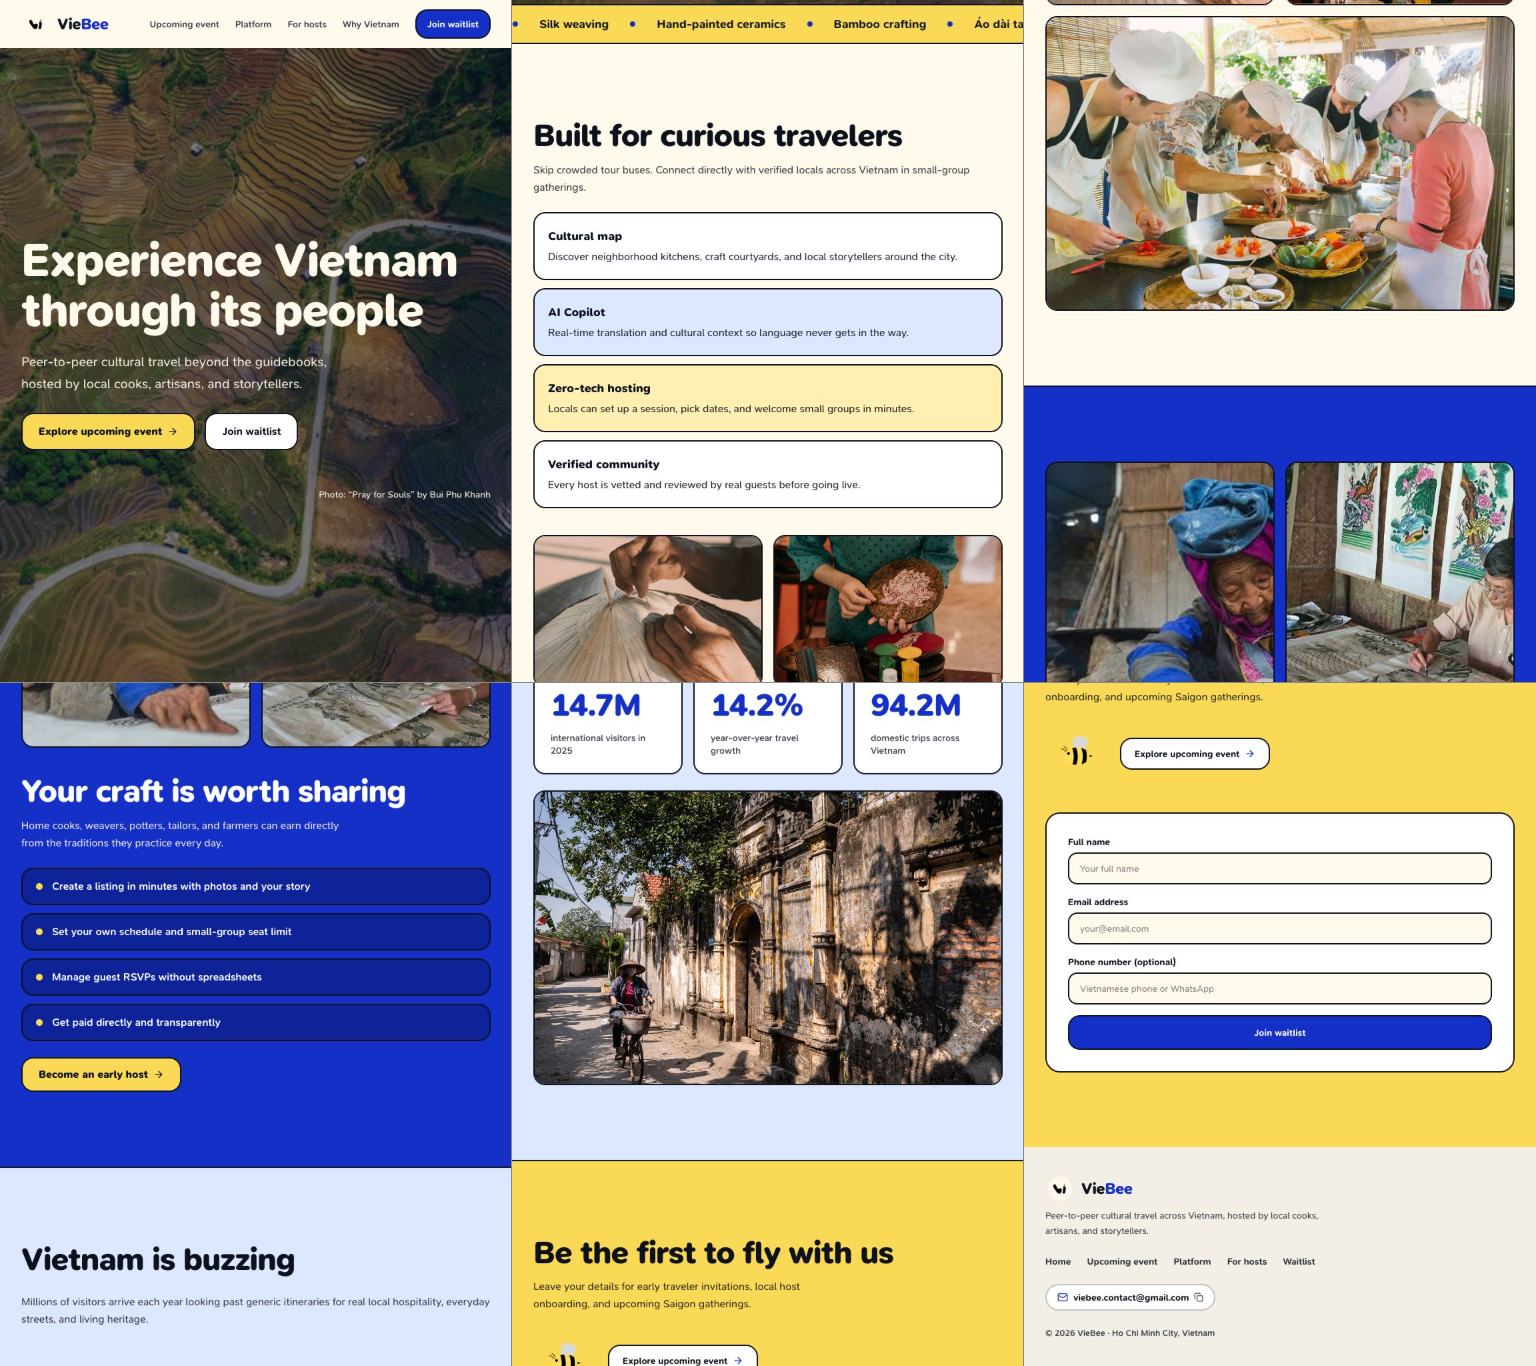 VieBee
Upcoming event
Platform
For hosts
Why Vietnam
Join waitlist
Experience Vietnam
through its people
Peer-to-peer cultural travel beyond the guidebooks,
hosted by local cooks, artisans, and storytellers.
Explore upcoming event →
Join waitlist
Photo: "Pray for Souls" by Bui Phu Khanh
Silk weaving • Hand-painted ceramics • Bamboo crafting • Áo dài ta
Built for curious travelers
Skip crowded tour buses. Connect directly with verified locals across Vietnam in small-group
gatherings.
Cultural map
Discover neighborhood kitchens, craft courtyards, and local storytellers around the city.
AI Copilot
Real-time translation and cultural context so language never gets in the way.
Zero-tech hosting
Locals can set up a session, pick dates, and welcome small groups in minutes.
Verified community
Every host is vetted and reviewed by real guests before going live.
Your craft is worth sharing
Home cooks, weavers, potters, tailors, and farmers can earn directly
from the traditions they practice every day.
Create a listing in minutes with photos and your story
Set your own schedule and small-group seat limit
Manage guest RSVPs without spreadsheets
Get paid directly and transparently
Become an early host →
Vietnam is buzzing
Millions of visitors arrive each year looking past generic itineraries for real local hospitality, everyday
streets, and living heritage.
14.7M
international visitors in
2025
14.2%
year-over-year travel
growth
94.2M
domestic trips across
Vietnam
Be the first to fly with us
Leave your details for early traveler invitations, local host
onboarding, and upcoming Saigon gatherings.
Explore upcoming event →
onboarding, and upcoming Saigon gatherings.
Explore upcoming event →
Full name
Your full name
Email address
your@email.com
Phone number (optional)
Vietnamese phone or WhatsApp
Join waitlist
VieBee
Peer-to-peer cultural travel across Vietnam, hosted by local cooks,
artisans, and storytellers.
Home
Upcoming event
Platform
For hosts
Waitlist
viebee.contact@gmail.com
© 2026 VieBee · Ho Chi Minh City, Vietnam